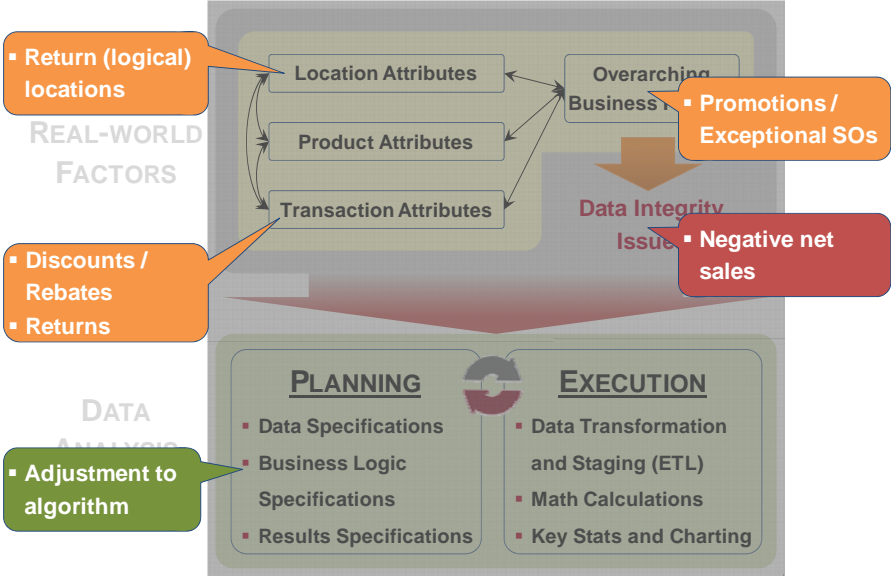 Return (logical)
locations
Location Attributes
Overarching
Business
Promotions /
Exceptional SOs
REAL-WORLD
FACTORS
Product Attributes
Transaction Attributes
Data Integrity
Issue
Negative net
sales
Discounts /
Rebates
Returns
DATA
ANALYSIS
Adjustment to
algorithm
PLANNING
Data Specifications
Business Logic
Specifications
Results Specifications
EXECUTION
Data Transformation
and Staging (ETL)
Math Calculations
Key Stats and Charting